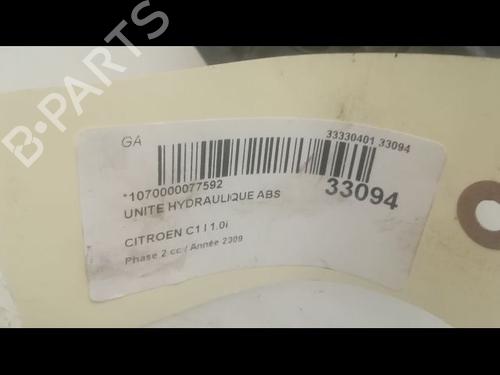 B-PARTS
GA
33330401 33094
*1070000077592
33094
UNITE HYDRAULIQUE ABS
CITROEN C1 I 1.0i
Phase 2 cc / Année 2009